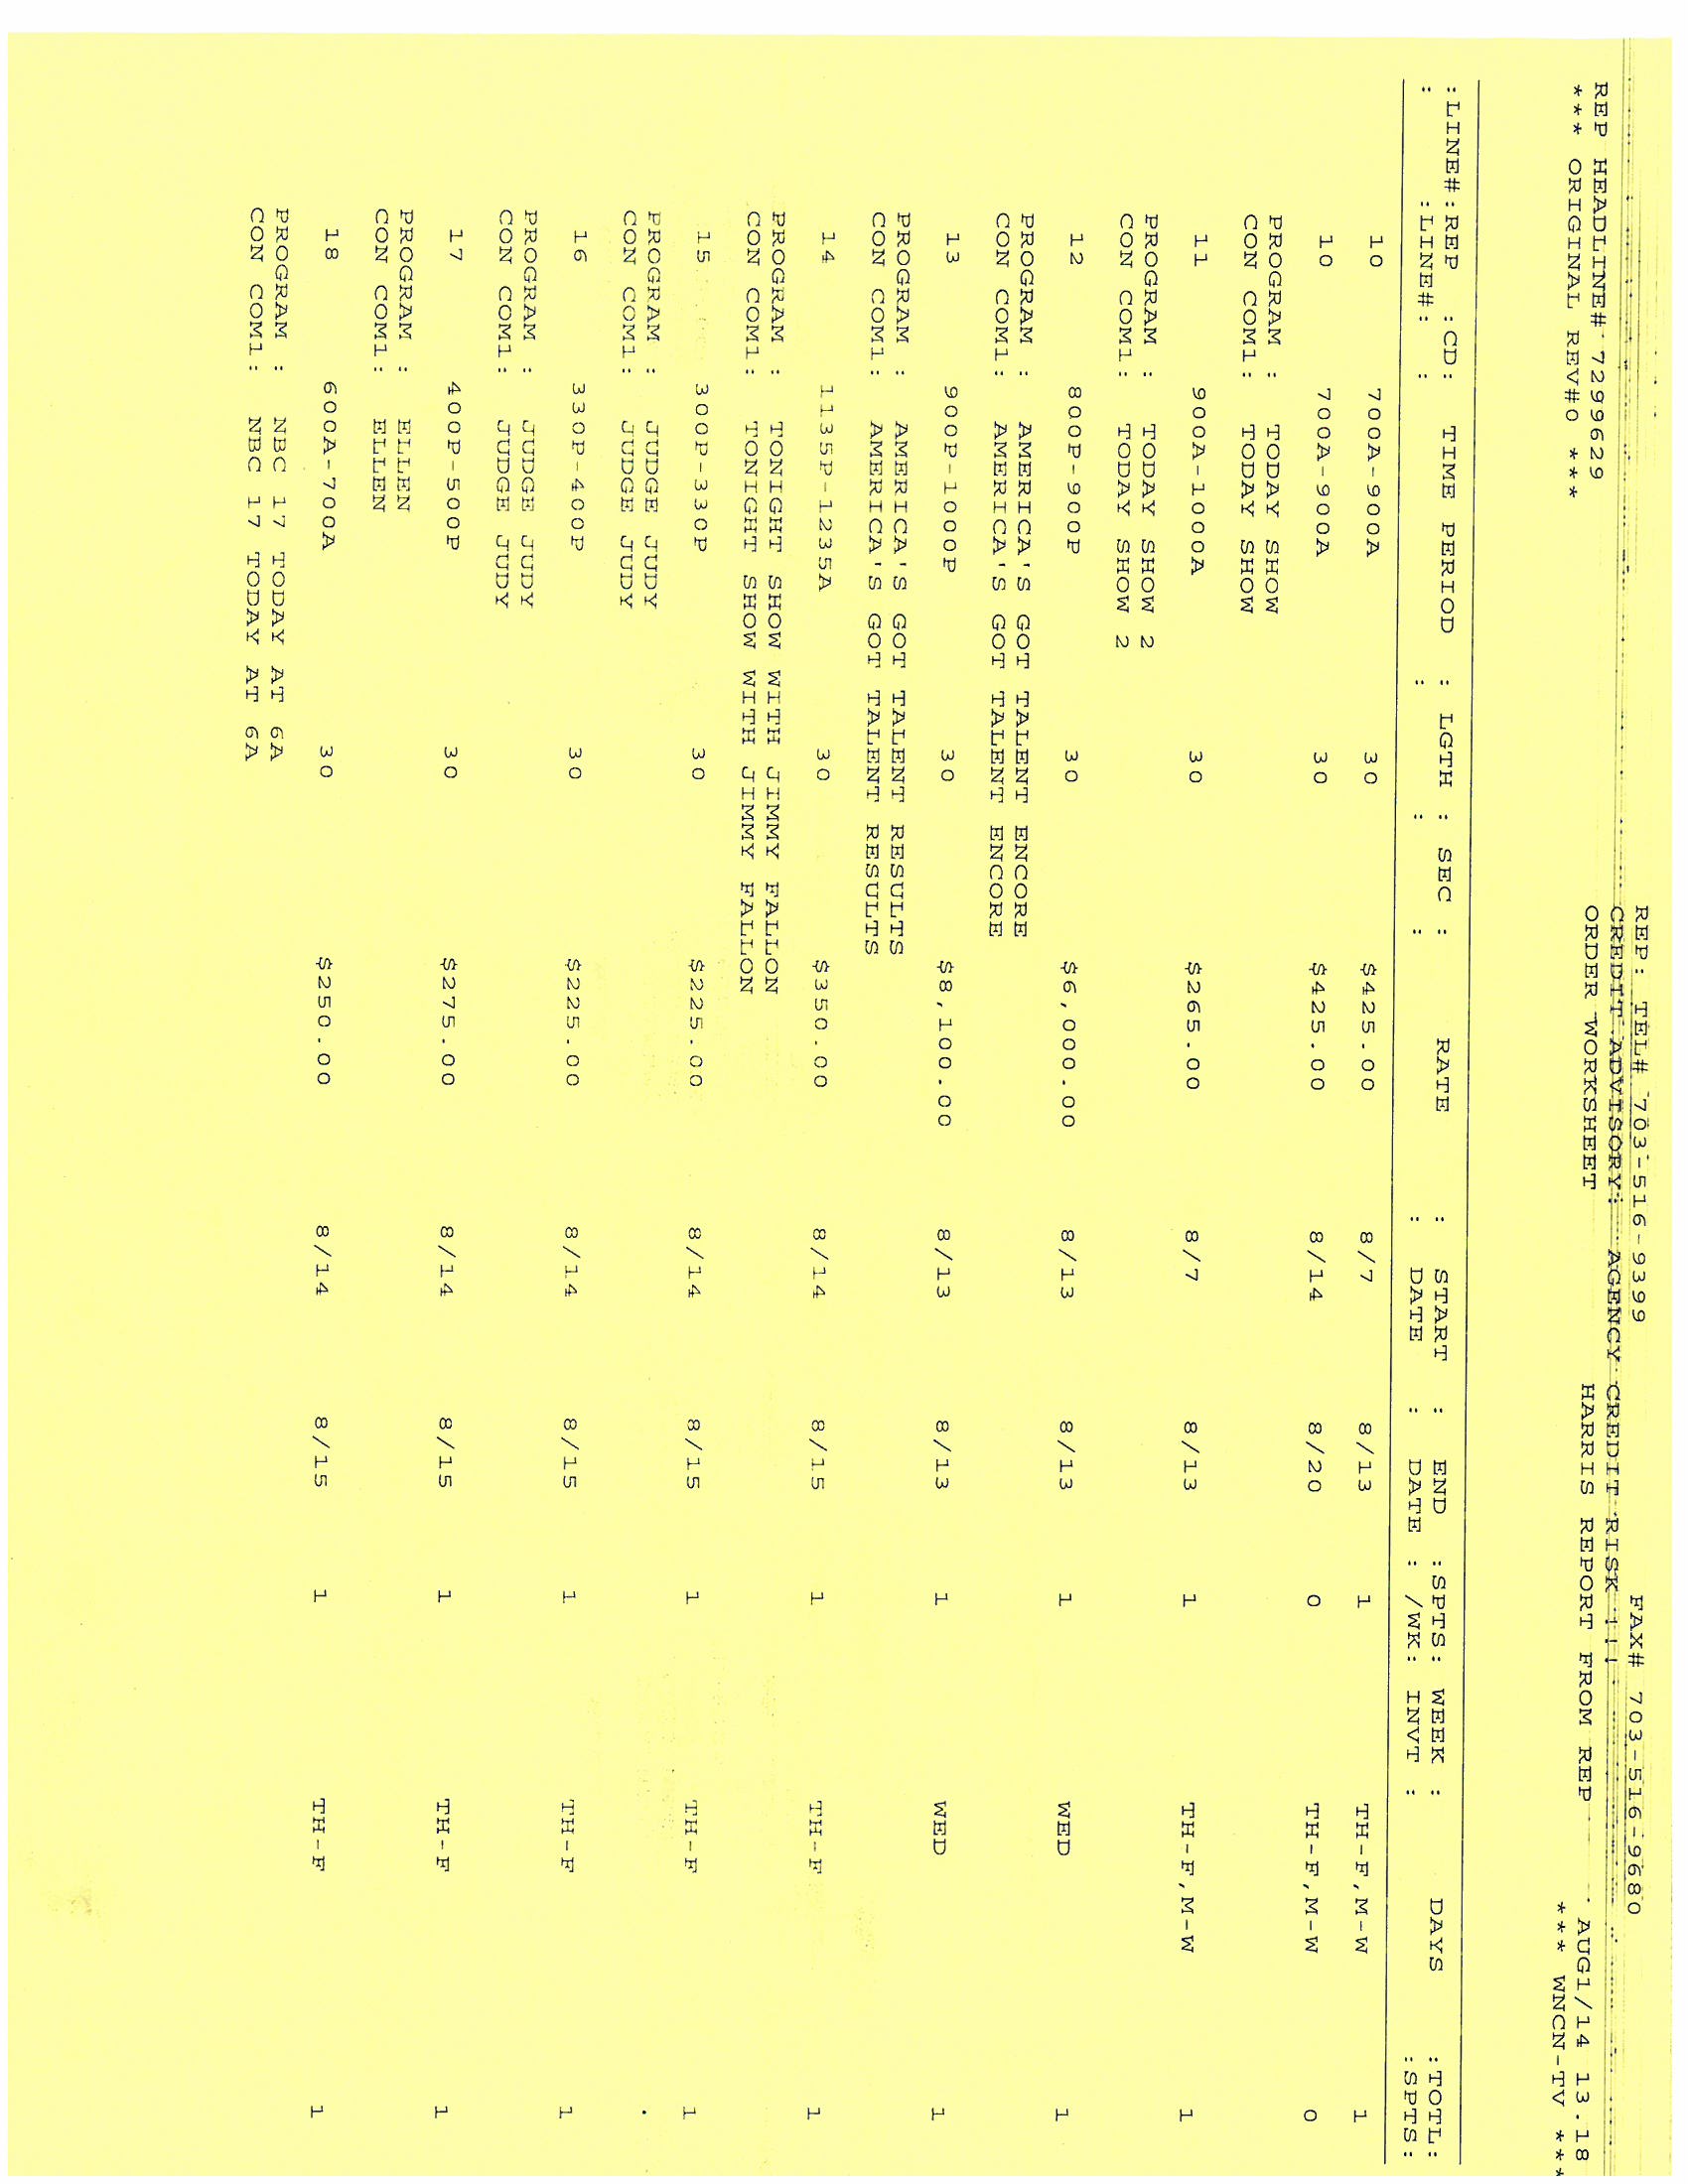 REP: TEL# 703-516-9399 FAX# 703-516-9680
CREDIT ADVISORY: AGENCY CREDIT RISK !!!
REP HEADLINE# 7299629 ORDER WORKSHEET HARRIS REPORT FROM REP AUG1/14 13.18
*** ORIGINAL REV#0 *** *** WNCN-TV ***
:LINE#:REP :CD: TIME PERIOD : LGTH : SEC : RATE : START : END :SPTS: WEEK : DAYS :TOTL:
: :LINE#: : : : : : DATE : DATE : /WK: INVT : :SPTS:
10 700A-900A 30 $425.00 8/7 8/13 1 TH-F,M-W 1
10 700A-900A 30 $425.00 8/14 8/20 0 TH-F,M-W 0
PROGRAM : TODAY SHOW
CON COM1: TODAY SHOW
11 900A-1000A 30 $265.00 8/7 8/13 1 TH-F,M-W 1
PROGRAM : TODAY SHOW 2
CON COM1: TODAY SHOW 2
12 800P-900P 30 $6,000.00 8/13 8/13 1 WED 1
PROGRAM : AMERICA'S GOT TALENT ENCORE
CON COM1: AMERICA'S GOT TALENT ENCORE
13 900P-1000P 30 $8,100.00 8/13 8/13 1 WED 1
PROGRAM : AMERICA'S GOT TALENT RESULTS
CON COM1: AMERICA'S GOT TALENT RESULTS
14 1135P-1235A 30 $350.00 8/14 8/15 1 TH-F 1
PROGRAM : TONIGHT SHOW WITH JIMMY FALLON
CON COM1: TONIGHT SHOW WITH JIMMY FALLON
15 300P-330P 30 $225.00 8/14 8/15 1 TH-F 1
PROGRAM : JUDGE JUDY
CON COM1: JUDGE JUDY
16 330P-400P 30 $225.00 8/14 8/15 1 TH-F 1
PROGRAM : JUDGE JUDY
CON COM1: JUDGE JUDY
17 400P-500P 30 $275.00 8/14 8/15 1 TH-F 1
PROGRAM : ELLEN
CON COM1: ELLEN
18 600A-700A 30 $250.00 8/14 8/15 1 TH-F 1
PROGRAM : NBC 17 TODAY AT 6A
CON COM1: NBC 17 TODAY AT 6A